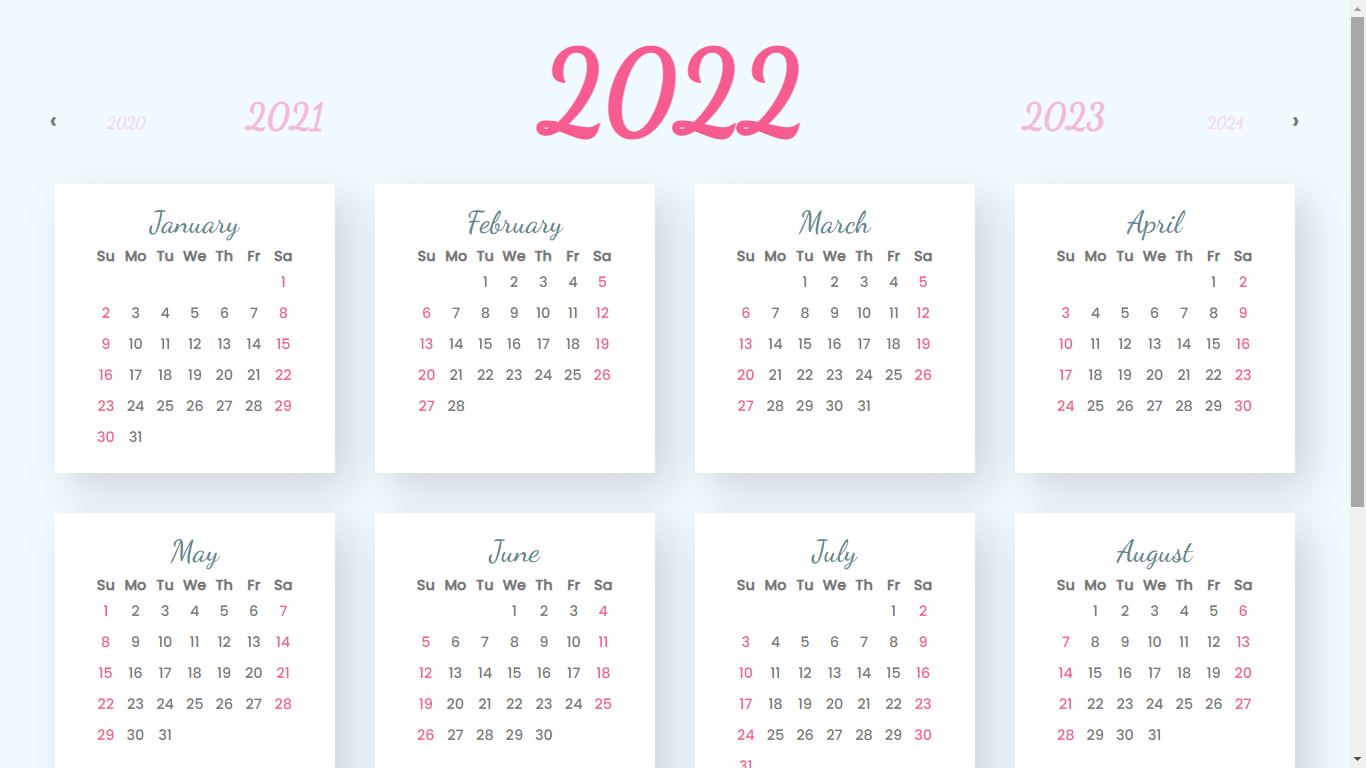 2022
‹ 2020 2021 2023 2024 ›
January February March April
Su Mo Tu We Th Fr Sa Su Mo Tu We Th Fr Sa Su Mo Tu We Th Fr Sa Su Mo Tu We Th Fr Sa
1 1 2 3 4 5 1 2 3 4 5 1 2
2 3 4 5 6 7 8 6 7 8 9 10 11 12 6 7 8 9 10 11 12 3 4 5 6 7 8 9
9 10 11 12 13 14 15 13 14 15 16 17 18 19 13 14 15 16 17 18 19 10 11 12 13 14 15 16
16 17 18 19 20 21 22 20 21 22 23 24 25 26 20 21 22 23 24 25 26 17 18 19 20 21 22 23
23 24 25 26 27 28 29 27 28 27 28 29 30 31 24 25 26 27 28 29 30
30 31
May June July August
Su Mo Tu We Th Fr Sa Su Mo Tu We Th Fr Sa Su Mo Tu We Th Fr Sa Su Mo Tu We Th Fr Sa
1 2 3 4 5 6 7 1 2 3 4 1 2 1 2 3 4 5 6
8 9 10 11 12 13 14 5 6 7 8 9 10 11 3 4 5 6 7 8 9 7 8 9 10 11 12 13
15 16 17 18 19 20 21 12 13 14 15 16 17 18 10 11 12 13 14 15 16 14 15 16 17 18 19 20
22 23 24 25 26 27 28 19 20 21 22 23 24 25 17 18 19 20 21 22 23 21 22 23 24 25 26 27
29 30 31 26 27 28 29 30 24 25 26 27 28 29 30 28 29 30 31
31